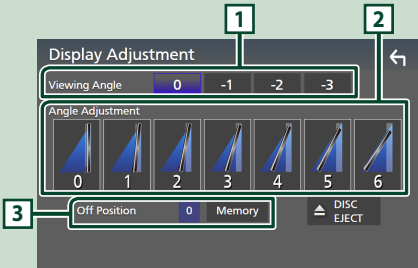 1 2
Display Adjustment
Viewing Angle 0 -1 -2 -3
Angle Adjustment
0 1 2 3 4 5 6
3 Off Position 0 Memory DISC
EJECT